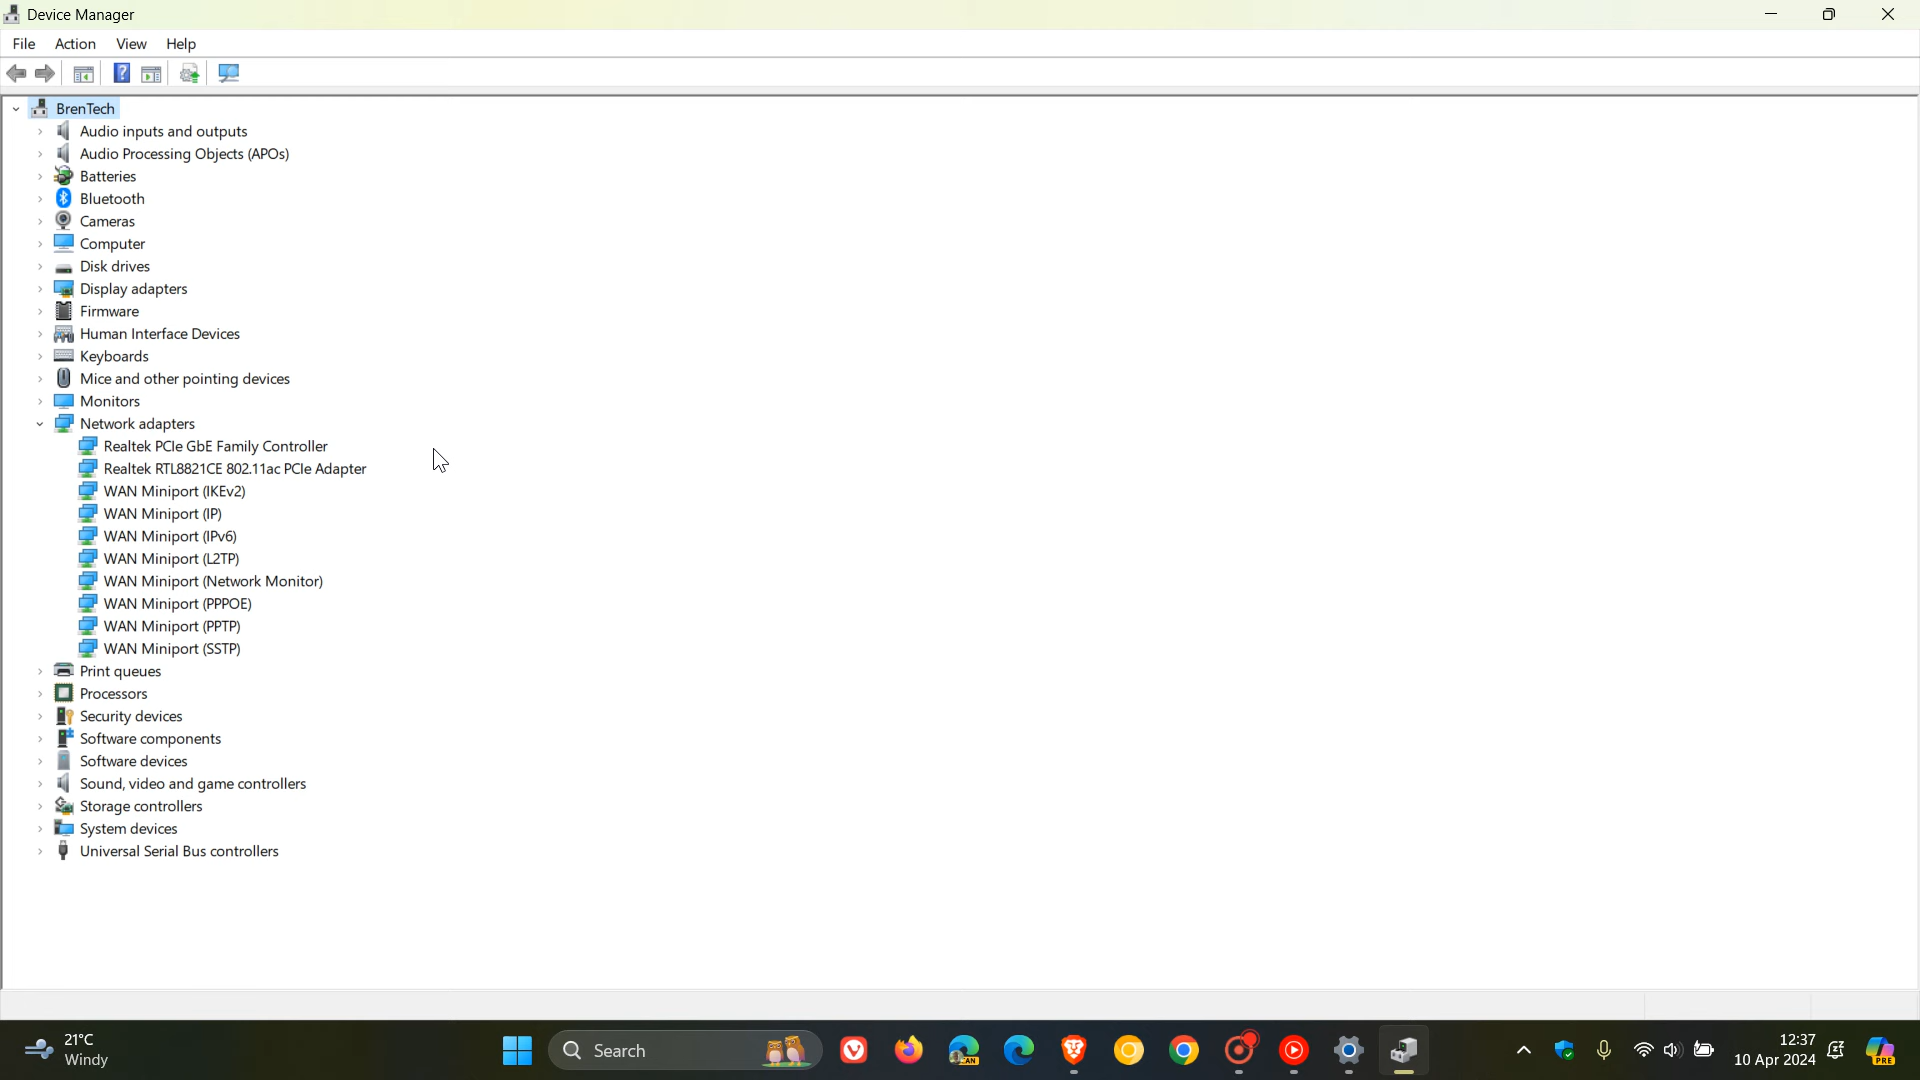 Device Manager
File Action View Help
BrenTech
Audio inputs and outputs
Audio Processing Objects (APOs)
Batteries
Bluetooth
Cameras
Computer
Disk drives
Display adapters
Firmware
Human Interface Devices
Keyboards
Mice and other pointing devices
Monitors
Network adapters
Realtek PCIe GbE Family Controller
Realtek RTL8821CE 802.11ac PCIe Adapter
WAN Miniport (IKEv2)
WAN Miniport (IP)
WAN Miniport (IPv6)
WAN Miniport (L2TP)
WAN Miniport (Network Monitor)
WAN Miniport (PPPOE)
WAN Miniport (PPTP)
WAN Miniport (SSTP)
Print queues
Processors
Security devices
Software components
Software devices
Sound, video and game controllers
Storage controllers
System devices
Universal Serial Bus controllers
21°C
Windy
Search
CAN
12:37
10 Apr 2024
PRE